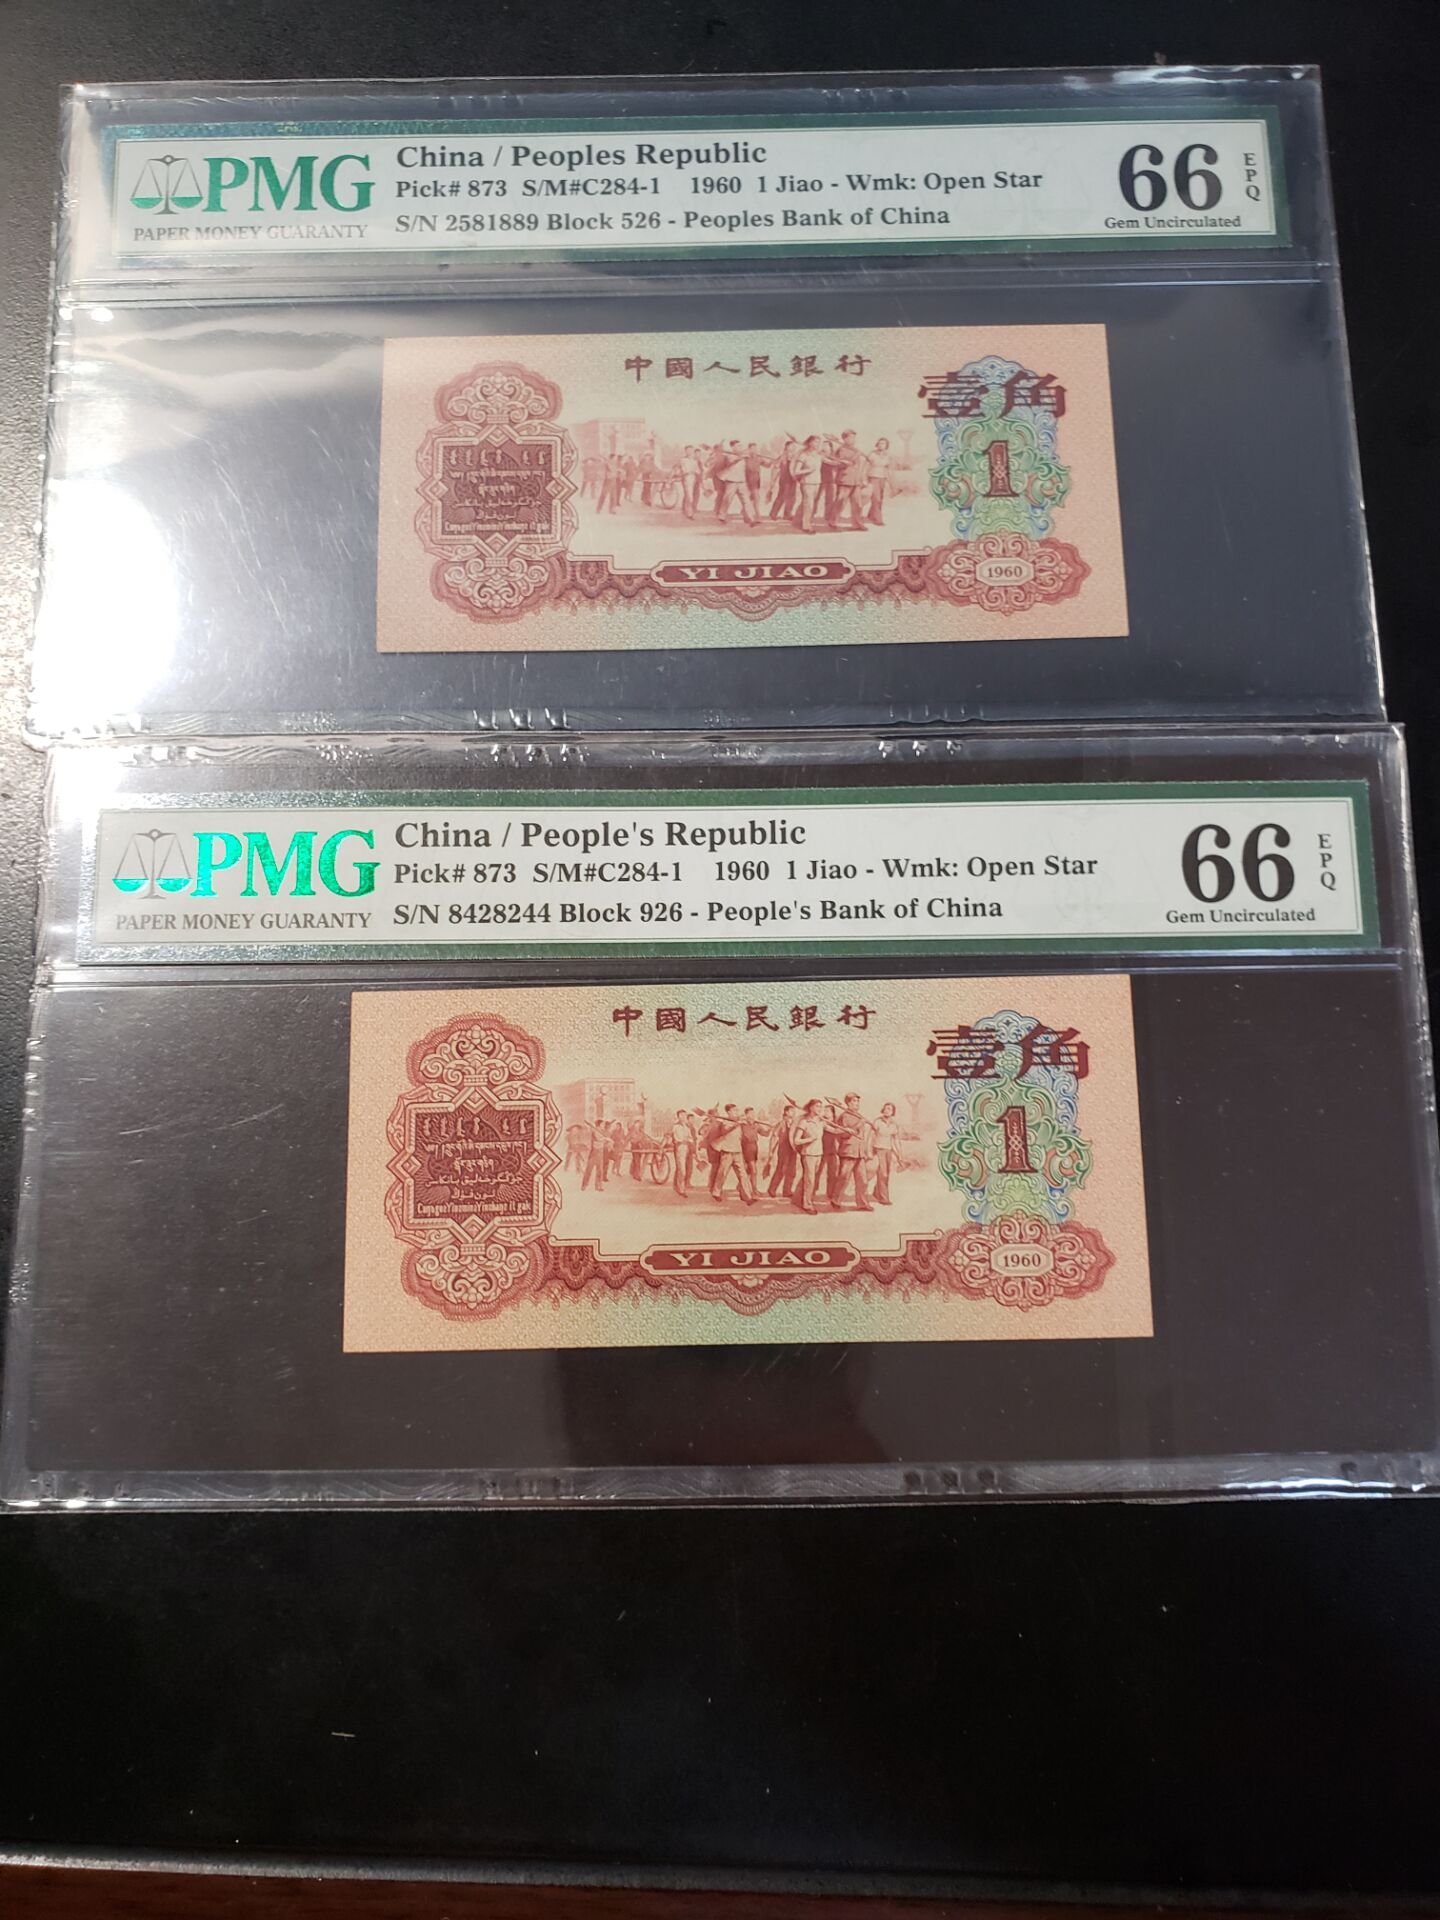 PMG
PAPER MONEY GUARANTY
China / Peoples Republic
Pick# 873 S/M#C284-1 1960 1 Jiao - Wmk: Open Star
S/N 2581889 Block 526 - Peoples Bank of China
66 EPQ
Gem Uncirculated
中國人民銀行
壹角
1
YI JIAO
1960
PMG
PAPER MONEY GUARANTY
China / People's Republic
Pick# 873 S/M#C284-1 1960 1 Jiao - Wmk: Open Star
S/N 8428244 Block 926 - People's Bank of China
66 EPQ
Gem Uncirculated
中國人民銀行
壹角
1
YI JIAO
1960